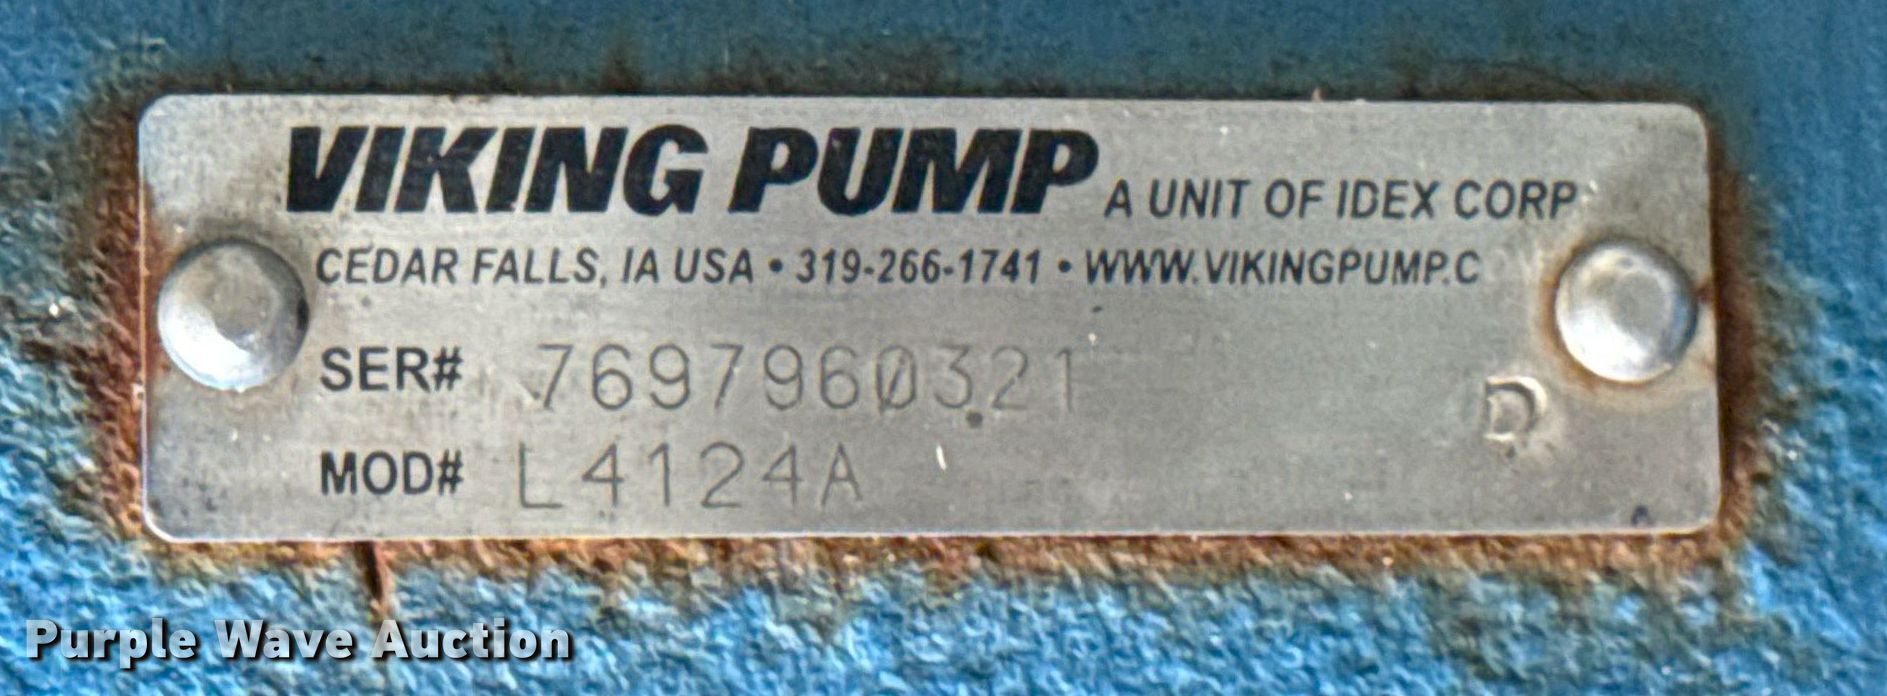 VIKING PUMP A UNIT OF IDEX CORP
CEDAR FALLS, IA USA • 319-266-1741 • WWW.VIKINGPUMP.C
SER# 7697960321
MOD# L4124A
D
Purple Wave Auction